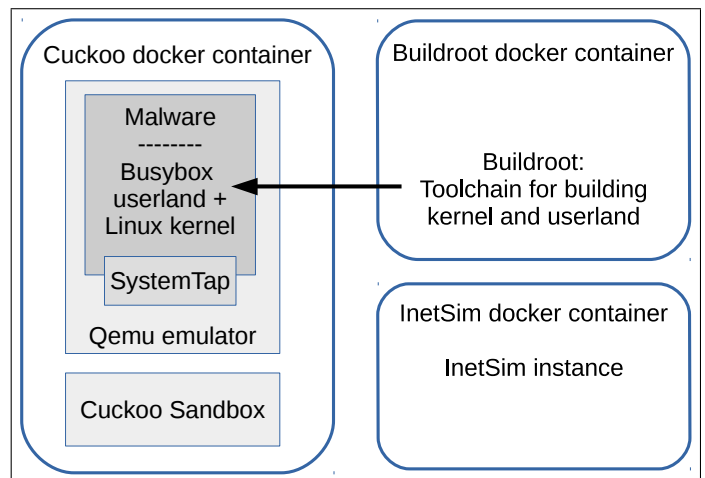 Cuckoo docker container
Malware
--------
Busybox
userland +
Linux kernel
SystemTap
Qemu emulator
Cuckoo Sandbox
Buildroot docker container
Buildroot:
Toolchain for building
kernel and userland
InetSim docker container
InetSim instance